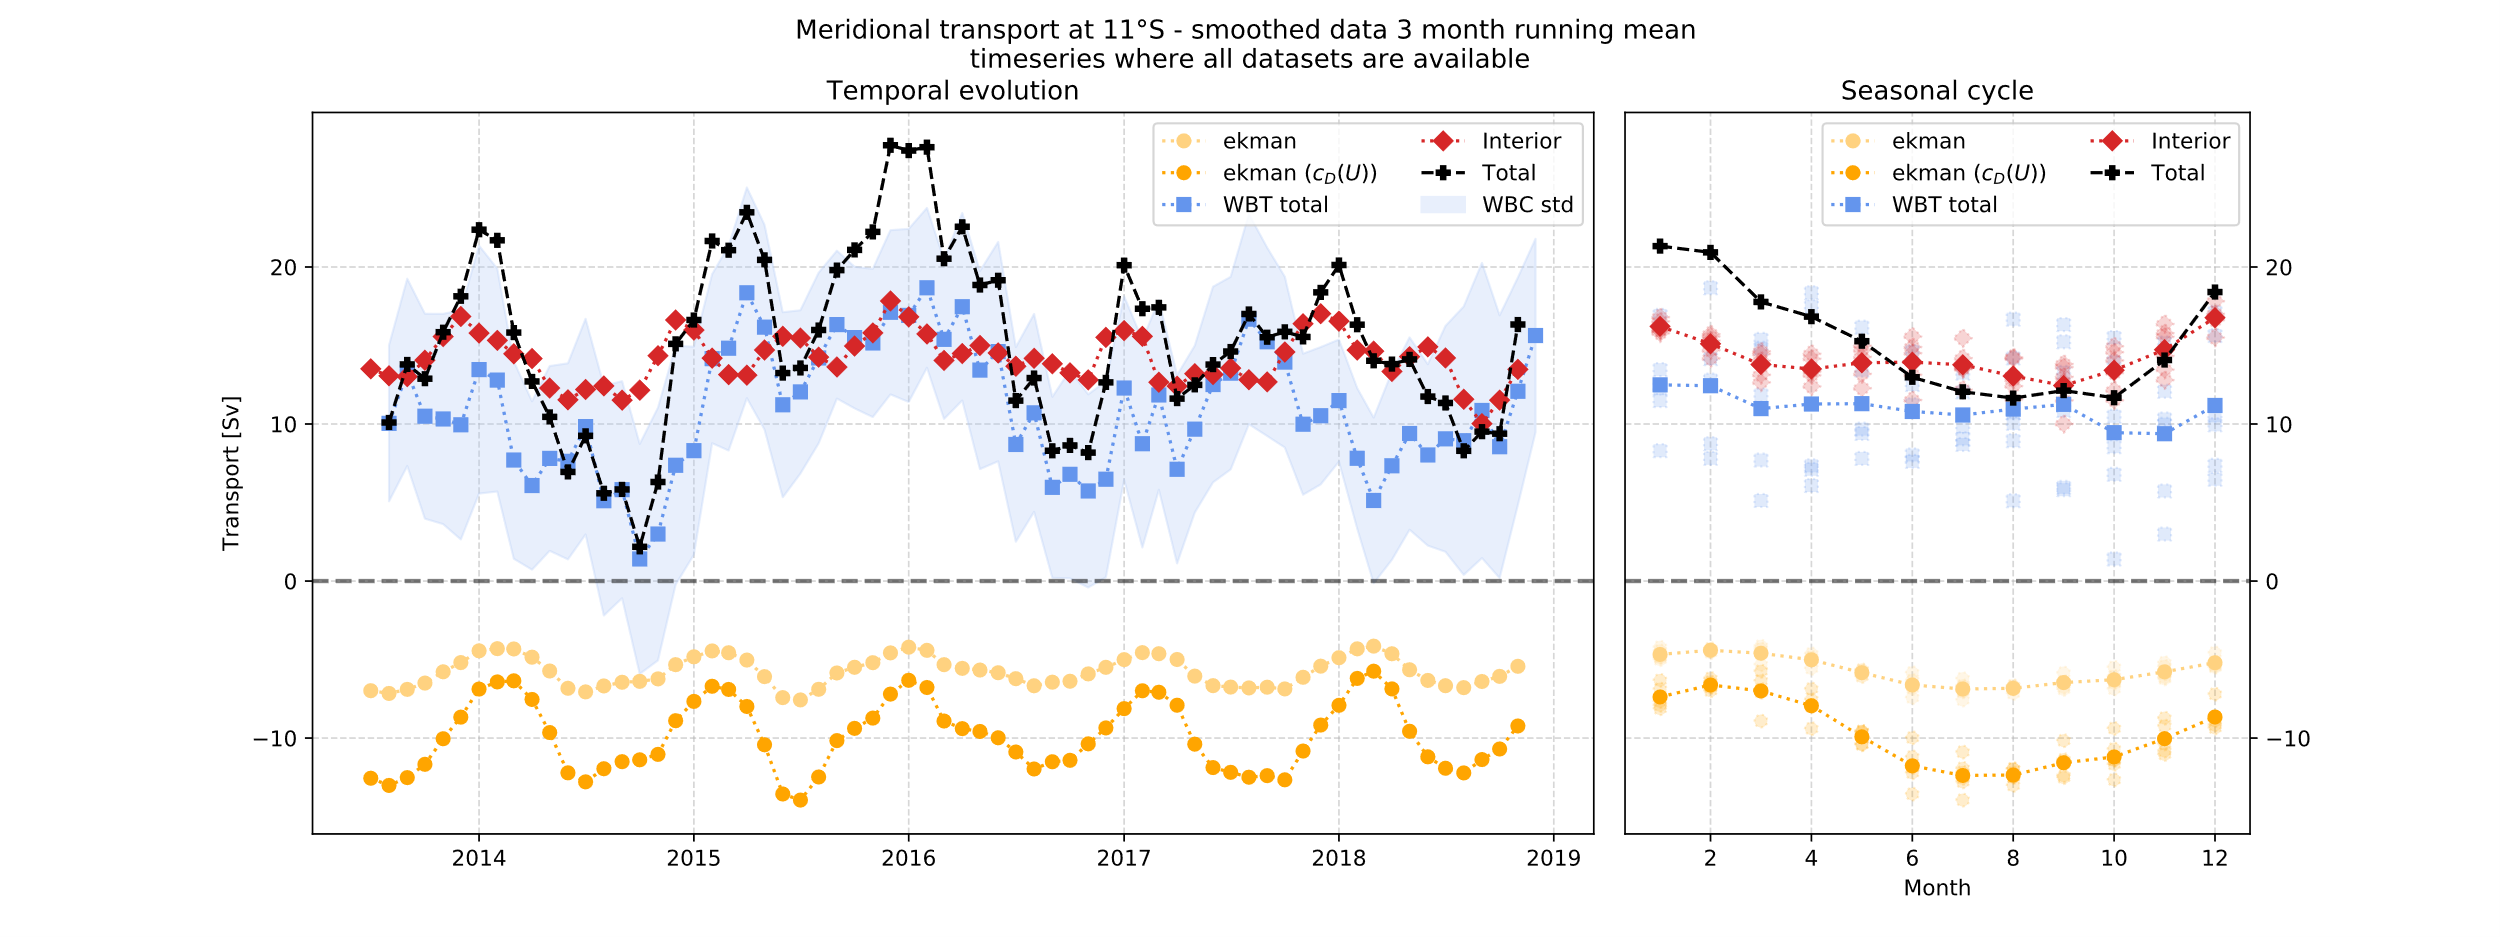 Meridional transport at 11°S - smoothed data 3 month running mean
timeseries where all datasets are available
Temporal evolution
Seasonal cycle
ekman
ekman (c_D(U))
WBT total
Interior
Total
WBC std
ekman
ekman (c_D(U))
WBT total
Interior
Total
Transport [Sv]
20
10
0
−10
20
10
0
−10
2014
2015
2016
2017
2018
2019
2
4
6
8
10
12
Month